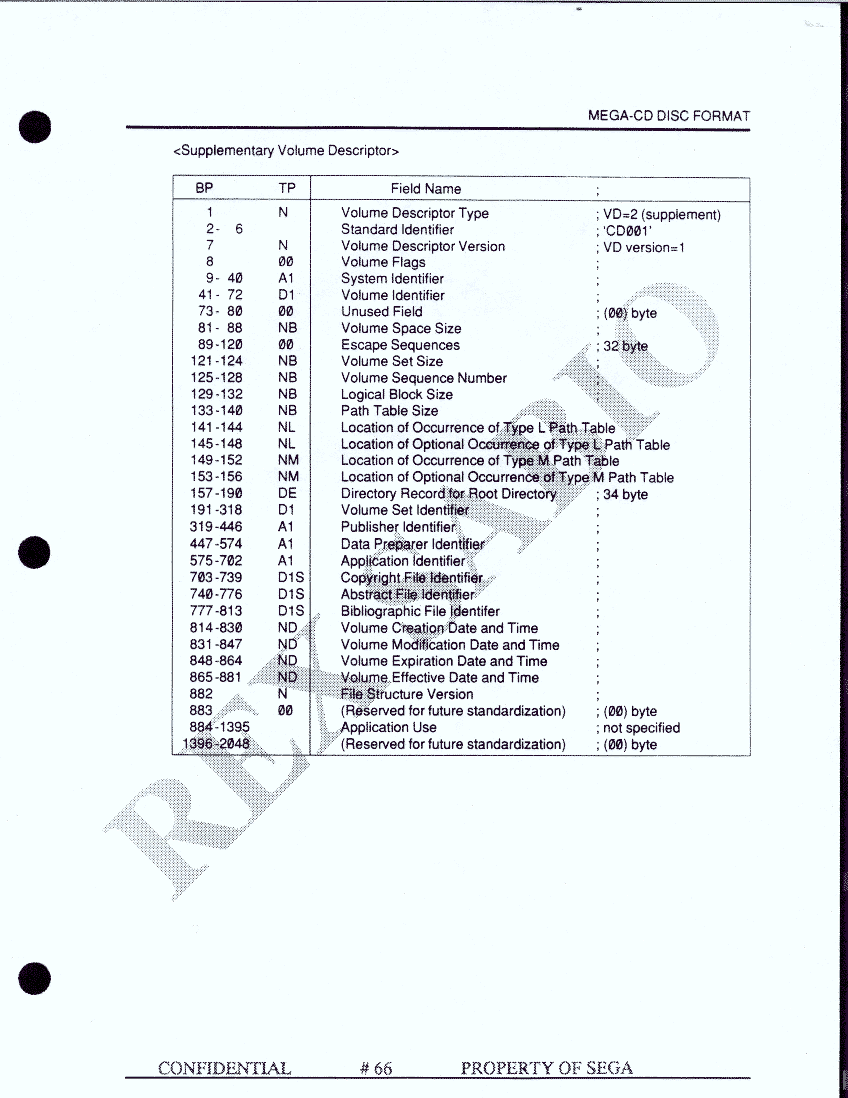 MEGA-CD DISC FORMAT
<Supplementary Volume Descriptor>
BP TP Field Name ;
1 N Volume Descriptor Type ; VD=2 (supplement)
2- 6 Standard Identifier ; 'CD001'
7 N Volume Descriptor Version ; VD version=1
8 00 Volume Flags ;
9- 40 A1 System Identifier ;
41- 72 D1 Volume Identifier ;
73- 80 00 Unused Field ; (00) byte
81- 88 NB Volume Space Size ;
89-120 00 Escape Sequences ; 32 byte
121-124 NB Volume Set Size ;
125-128 NB Volume Sequence Number ;
129-132 NB Logical Block Size
133-140 NB Path Table Size
141-144 NL Location of Occurrence of Type L Path Table
145-148 NL Location of Optional Occurrence of Type L Path Table
149-152 NM Location of Occurrence of Type M Path Table
153-156 NM Location of Optional Occurrence of Type M Path Table
157-190 DE Directory Record for Root Directory ; 34 byte
191-318 D1 Volume Set Identifier ;
319-446 A1 Publisher Identifier ;
447-574 A1 Data Preparer Identifier ;
575-702 A1 Application Identifier ;
703-739 D1S Copyright File Identifier ;
740-776 D1S Abstract File Identifier ;
777-813 D1S Bibliographic File Identifer ;
814-830 ND Volume Creation Date and Time ;
831-847 ND Volume Modification Date and Time ;
848-864 ND Volume Expiration Date and Time ;
865-881 ND Volume Effective Date and Time ;
882 N File Structure Version ;
883 00 (Reserved for future standardization) ; (00) byte
884-1395 Application Use ; not specified
1396-2048 (Reserved for future standardization) ; (00) byte
REX SABIO
CONFIDENTIAL # 66 PROPERTY OF SEGA